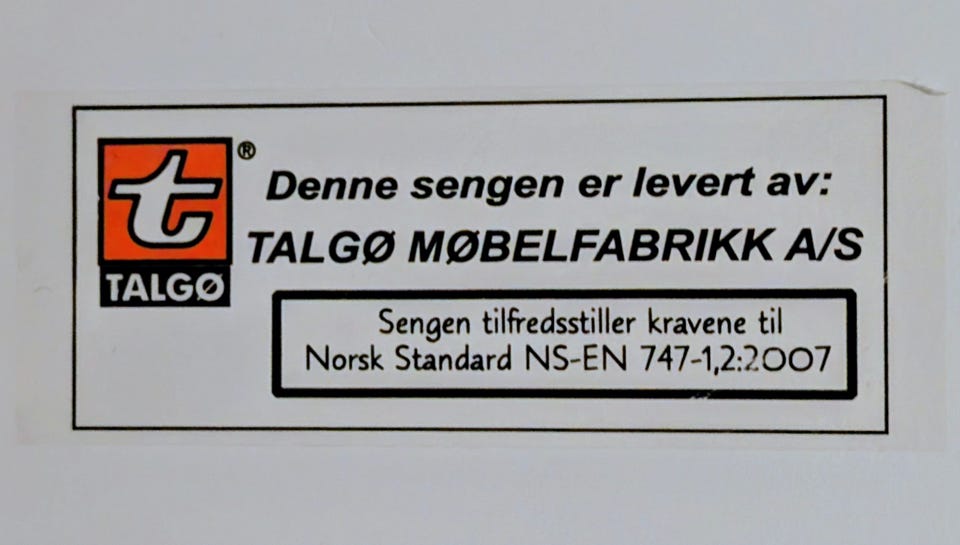 t ®
TALGØ
Denne sengen er levert av:
TALGØ MØBELFABRIKK A/S
Sengen tilfredsstiller kravene til
Norsk Standard NS-EN 747-1,2:2007